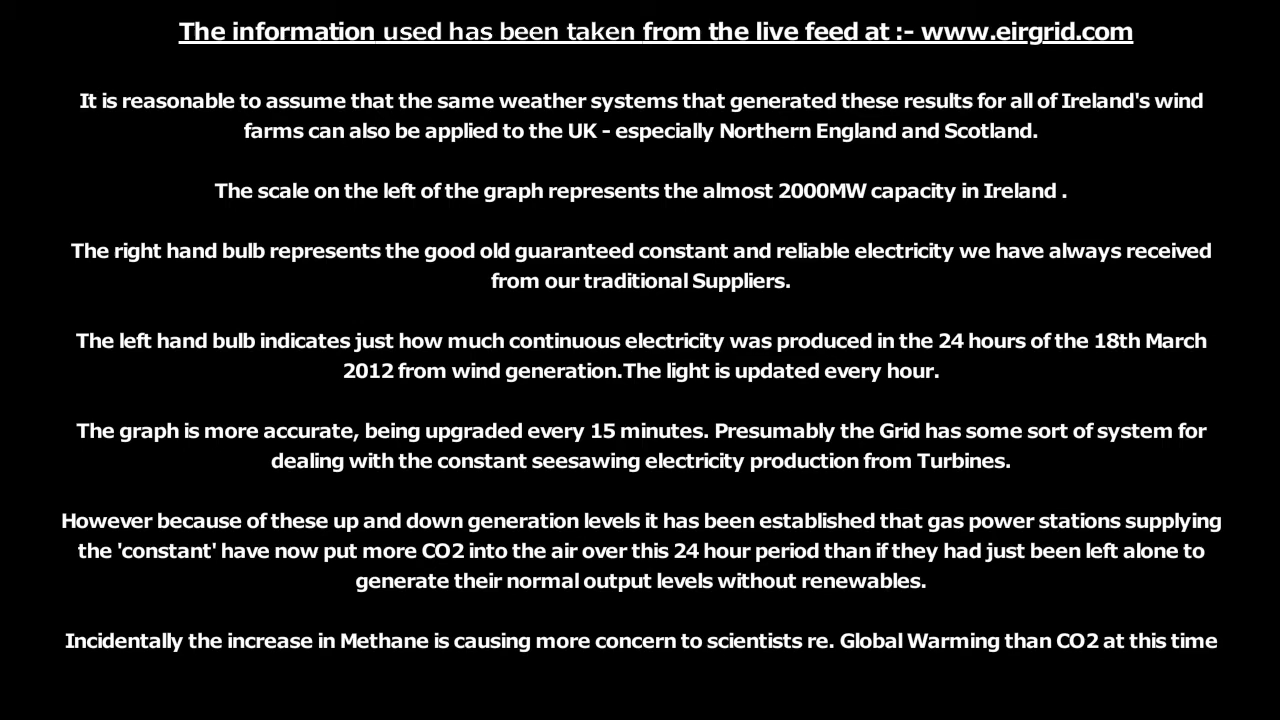 The information used has been taken from the live feed at :- www.eirgrid.com
It is reasonable to assume that the same weather systems that generated these results for all of Ireland's wind
farms can also be applied to the UK - especially Northern England and Scotland.
The scale on the left of the graph represents the almost 2000MW capacity in Ireland .
The right hand bulb represents the good old guaranteed constant and reliable electricity we have always received
from our traditional Suppliers.
The left hand bulb indicates just how much continuous electricity was produced in the 24 hours of the 18th March
2012 from wind generation.The light is updated every hour.
The graph is more accurate, being upgraded every 15 minutes. Presumably the Grid has some sort of system for
dealing with the constant seesawing electricity production from Turbines.
However because of these up and down generation levels it has been established that gas power stations supplying
the 'constant' have now put more CO2 into the air over this 24 hour period than if they had just been left alone to
generate their normal output levels without renewables.
Incidentally the increase in Methane is causing more concern to scientists re. Global Warming than CO2 at this time